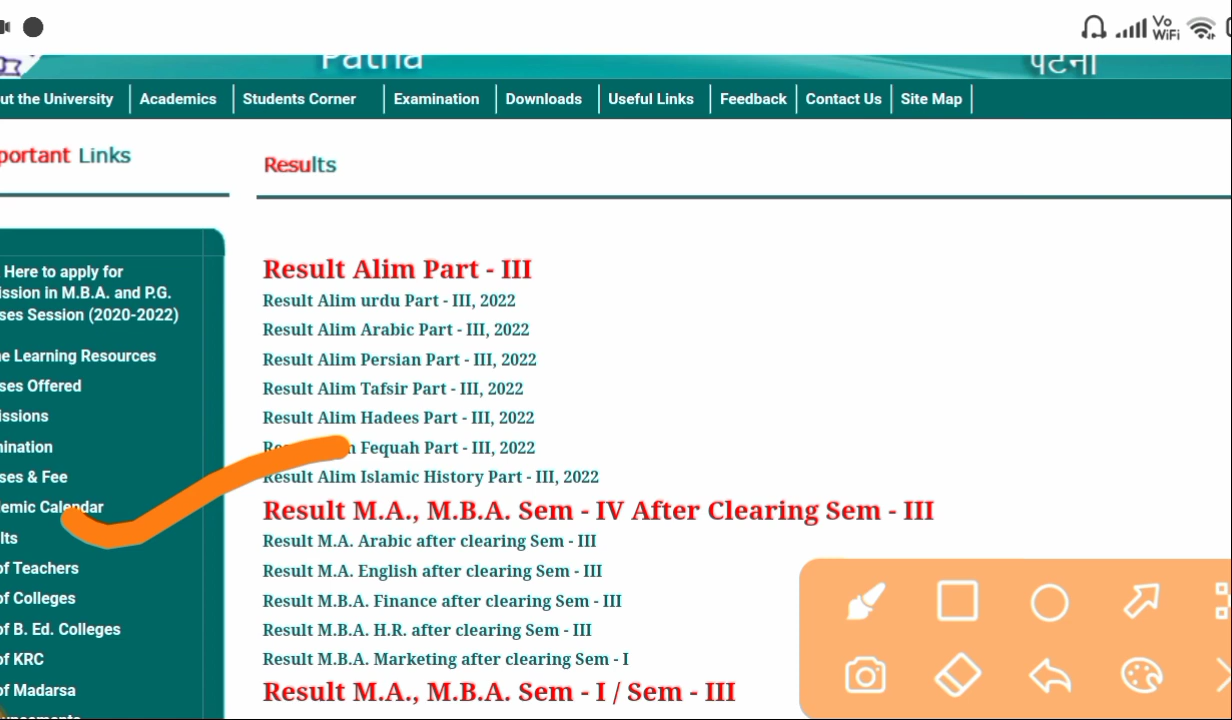 Vo
WiFi
Patna
पटना
ut the University
Academics
Students Corner
Examination
Downloads
Useful Links
Feedback
Contact Us
Site Map
portant Links
Here to apply for
ission in M.B.A. and P.G.
ses Session (2020-2022)
ne Learning Resources
ses Offered
issions
ination
ses & Fee
emic Calendar
lts
of Teachers
of Colleges
of B. Ed. Colleges
of KRC
of Madarsa
Results
Result Alim Part - III
Result Alim urdu Part - III, 2022
Result Alim Arabic Part - III, 2022
Result Alim Persian Part - III, 2022
Result Alim Tafsir Part - III, 2022
Result Alim Hadees Part - III, 2022
Fequah Part - III, 2022
Result Alim Islamic History Part - III, 2022
Result M.A., M.B.A. Sem - IV After Clearing Sem - III
Result M.A. Arabic after clearing Sem - III
Result M.A. English after clearing Sem - III
Result M.B.A. Finance after clearing Sem - III
Result M.B.A. H.R. after clearing Sem - III
Result M.B.A. Marketing after clearing Sem - I
Result M.A., M.B.A. Sem - I / Sem - III